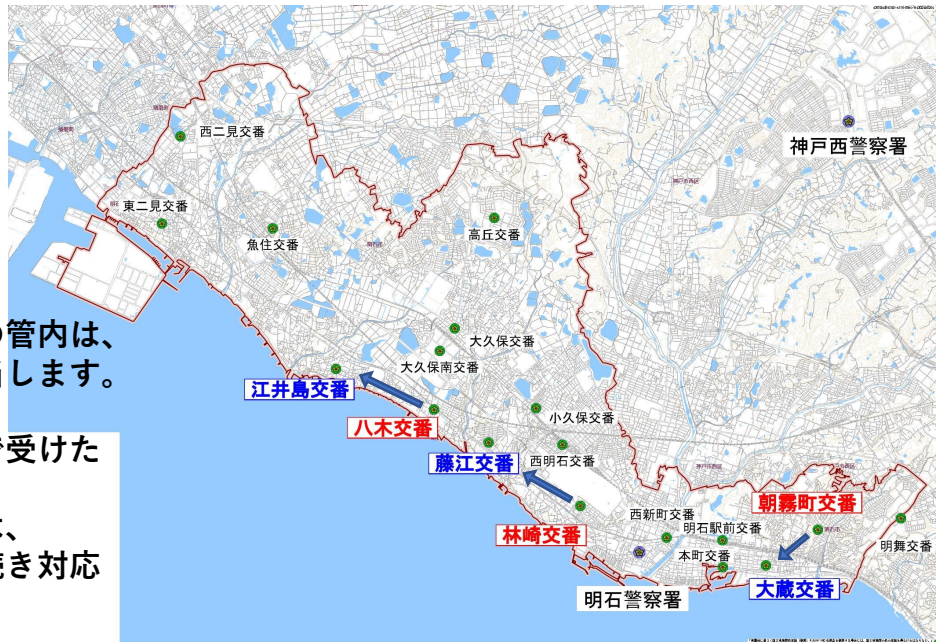 神戸西警察署
西二見交番
東二見交番
魚住交番
高丘交番
の管内は、
大久保交番
大久保南交番
します。
江井島交番
八木交番
小久保交番
受けた
藤江交番
西明石交番
朝霧町交番
林崎交番
西新町交番
明石駅前交番
明舞交番
本町交番
続き対応
大蔵交番
明石警察署